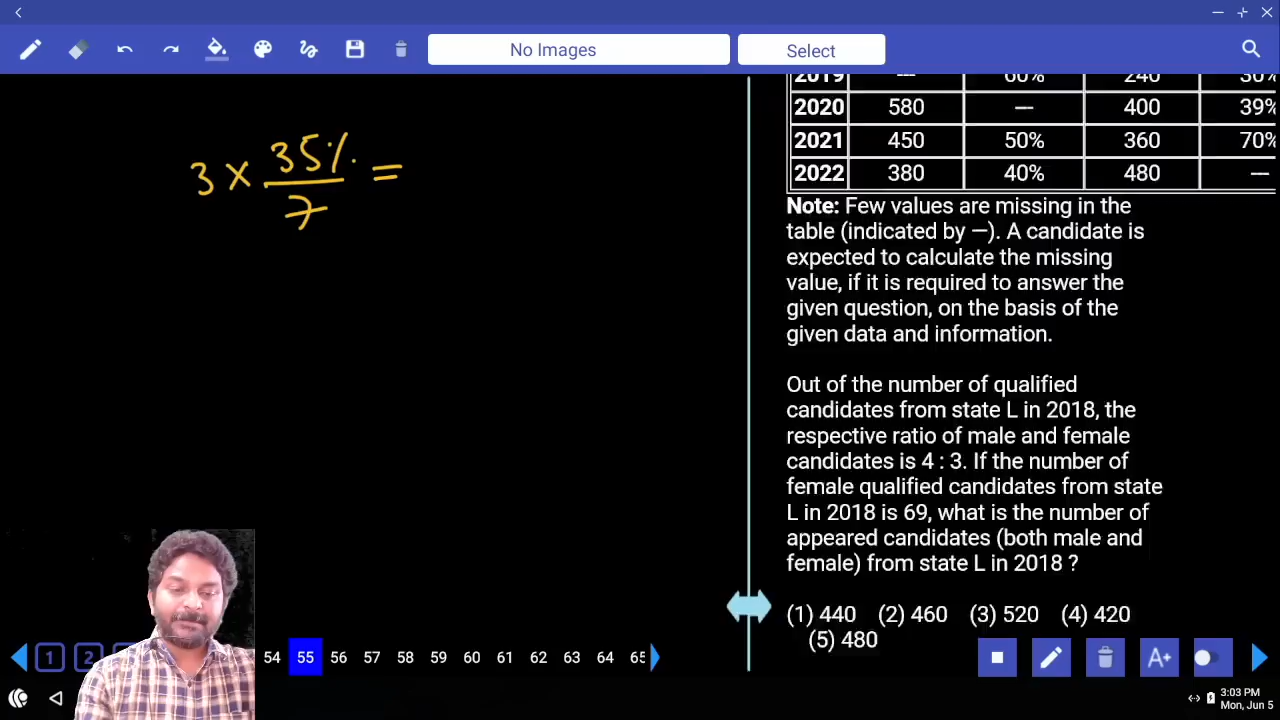 No Images Select
3 × 35% / 7 =
2019 — 60% 240 30%
2020 580 — 400 39%
2021 450 50% 360 70%
2022 380 40% 480 —
Note: Few values are missing in the
table (indicated by —). A candidate is
expected to calculate the missing
value, if it is required to answer the
given question, on the basis of the
given data and information.
Out of the number of qualified
candidates from state L in 2018, the
respective ratio of male and female
candidates is 4 : 3. If the number of
female qualified candidates from state
L in 2018 is 69, what is the number of
appeared candidates (both male and
female) from state L in 2018 ?
(1) 440 (2) 460 (3) 520 (4) 420
(5) 480
1 2 54 55 56 57 58 59 60 61 62 63 64 65
A+
3:03 PM
Mon, Jun 5